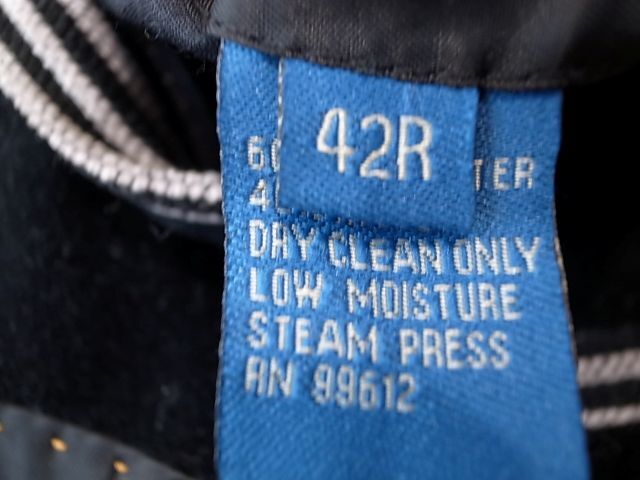 42R
DRY CLEAN ONLY
LOW MOISTURE
STEAM PRESS
RN 99612